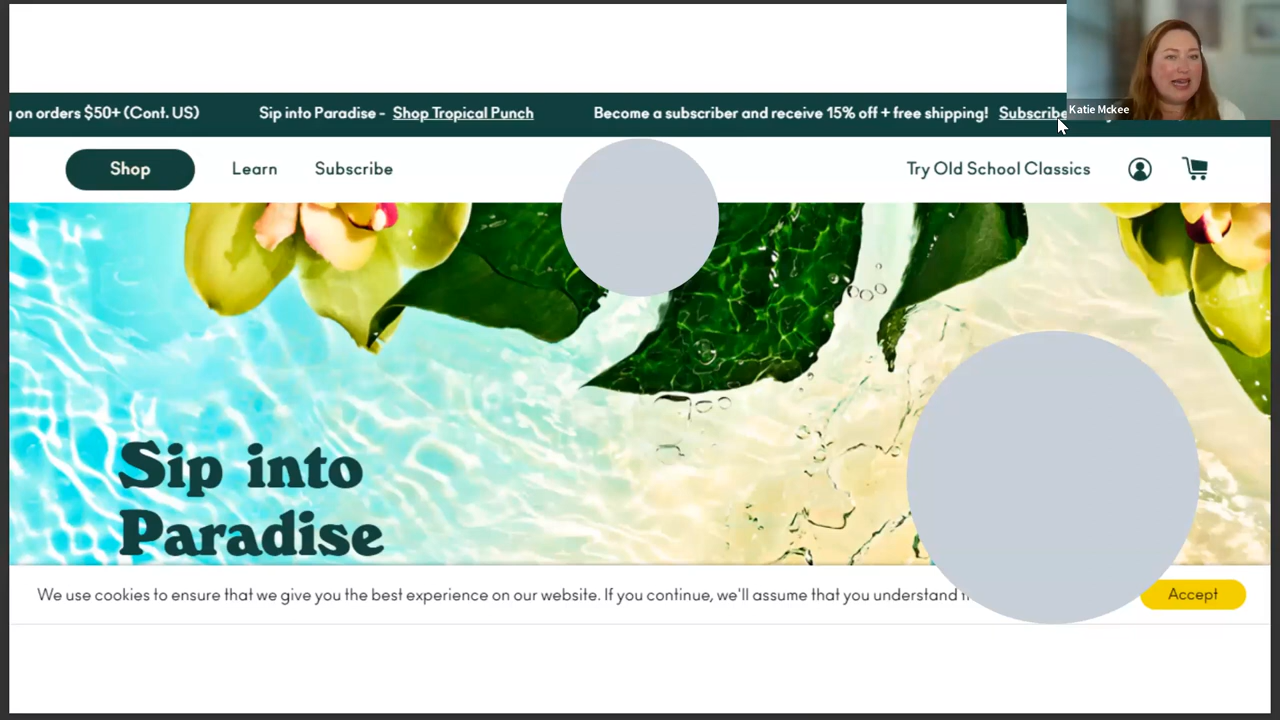 on orders $50+ (Cont. US) Sip into Paradise - Shop Tropical Punch Become a subscriber and receive 15% off + free shipping! Subscribe
Katie Mckee
Shop Learn Subscribe Try Old School Classics
Sip into
Paradise
We use cookies to ensure that we give you the best experience on our website. If you continue, we'll assume that you understand Accept